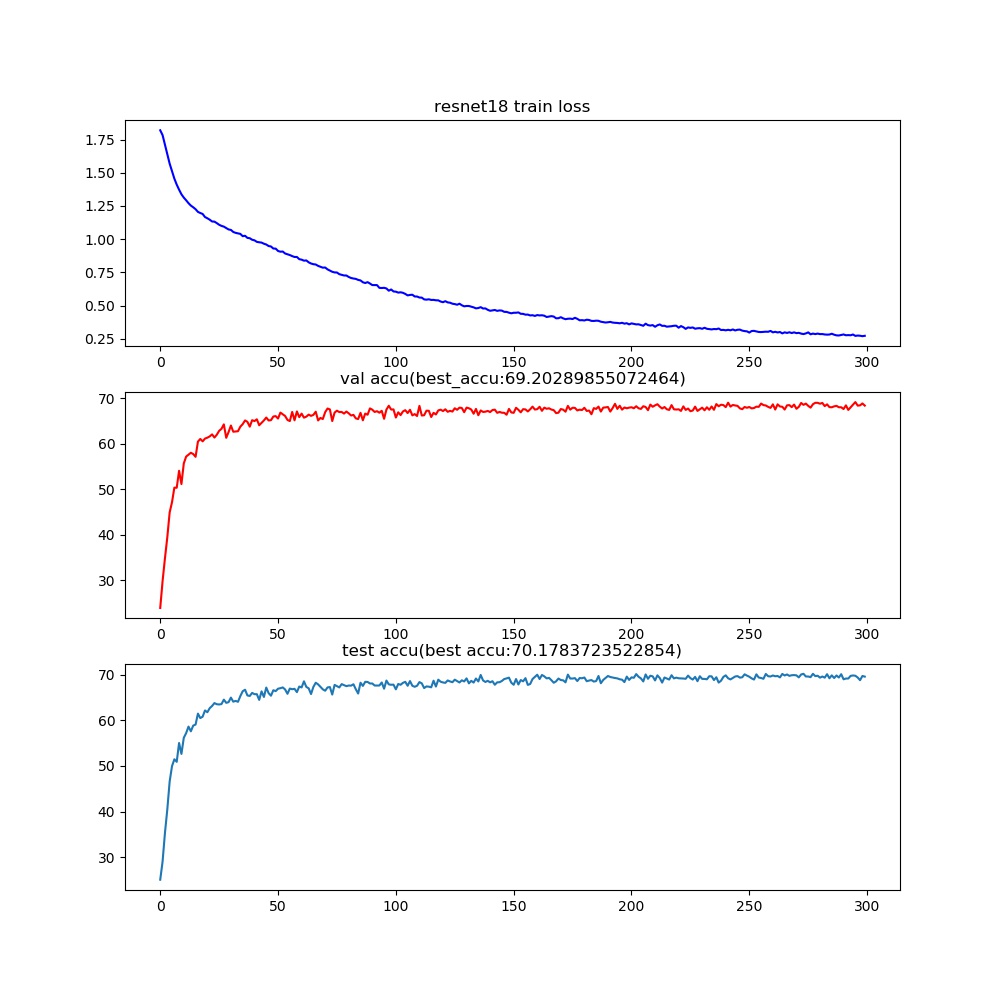 resnet18 train loss
1.75
1.50
1.25
1.00
0.75
0.50
0.25
0 50 100 150 200 250 300
val accu(best_accu:69.20289855072464)
70
60
50
40
30
0 50 100 150 200 250 300
test accu(best accu:70.1783723522854)
70
60
50
40
30
0 50 100 150 200 250 300